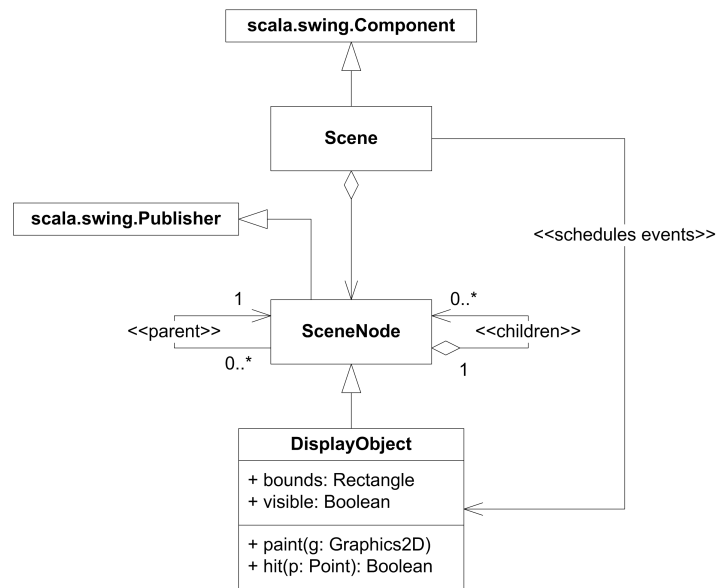 scala.swing.Component
Scene
scala.swing.Publisher
<<schedules events>>
1
0..*
<<parent>>
SceneNode
<<children>>
0..*
1
DisplayObject
+ bounds: Rectangle
+ visible: Boolean
+ paint(g: Graphics2D)
+ hit(p: Point): Boolean